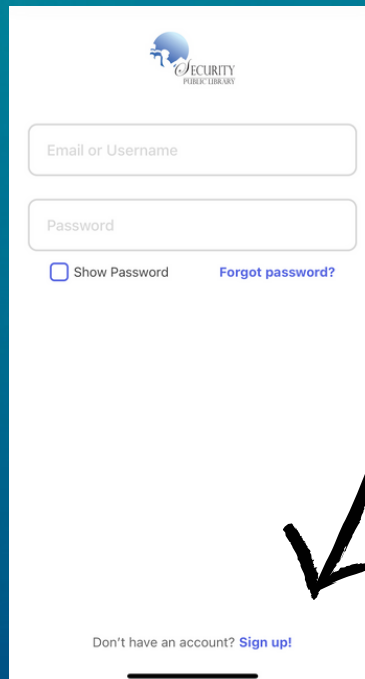 SECURITY
PUBLIC LIBRARY
Email or Username
Password
Show Password Forgot password?
Don't have an account? Sign up!